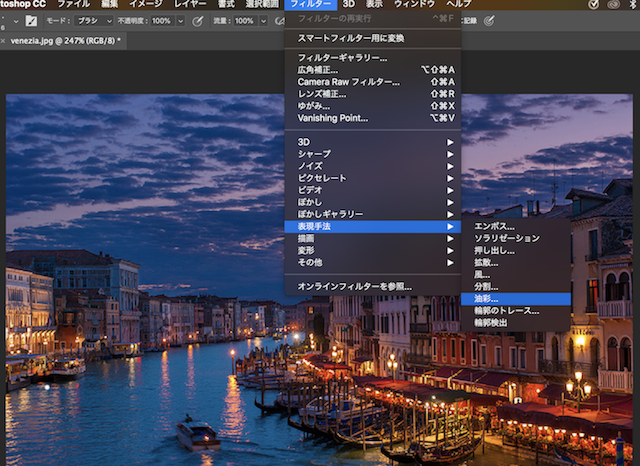 toshop CC ファイル 編集 イメージ レイヤー 書式 選択範囲 フィルター 3D 表示 ウィンドウ ヘルプ
6 モード： ブラシ 不透明度： 100% 流量： 100% 記録
× venezia.jpg @ 247% (RGB/8) *
フィルターの再実行 ^⌘F
スマートフィルター用に変換
フィルターギャラリー...
広角補正... ⌥⇧⌘A
Camera Raw フィルター... ⇧⌘A
レンズ補正... ⇧⌘R
ゆがみ... ⇧⌘X
Vanishing Point... ⌥⌘V
3D
シャープ
ノイズ
ピクセレート
ビデオ
ぼかし
ぼかしギャラリー
表現手法
描画
変形
その他
オンラインフィルターを参照...
エンボス...
ソラリゼーション
押し出し...
拡散...
風...
分割...
油彩...
輪郭のトレース...
輪郭検出